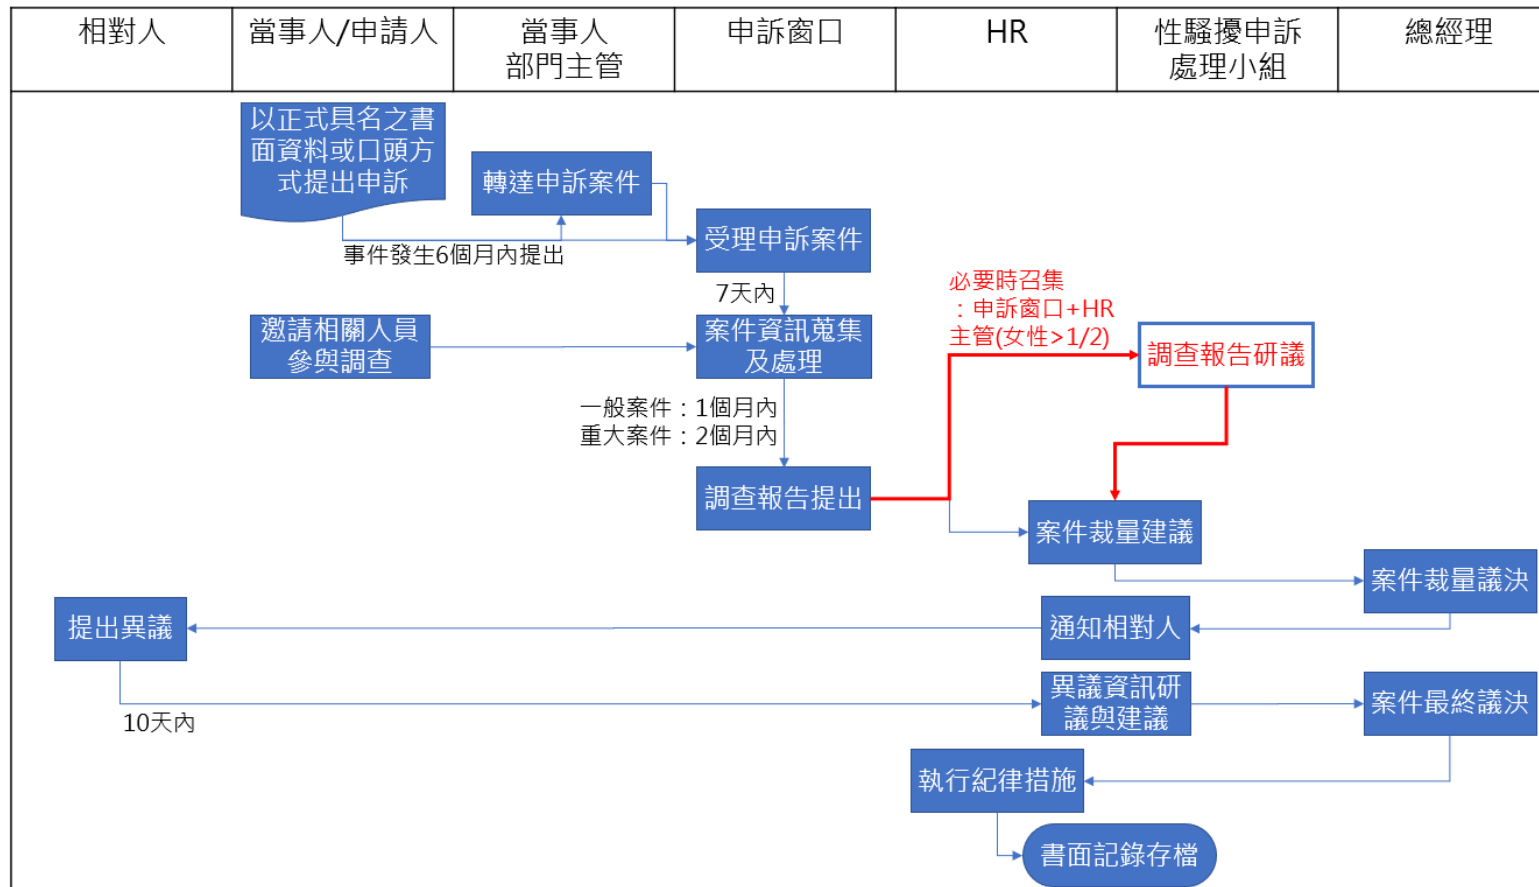 相對人
當事人/申請人
當事人
部門主管
申訴窗口
HR
性騷擾申訴
處理小組
總經理
以正式具名之書
面資料或口頭方
式提出申訴
轉達申訴案件
受理申訴案件
事件發生6個月內提出
7天內
必要時召集
：申訴窗口+HR
主管(女性>1/2)
邀請相關人員
參與調查
案件資訊蒐集
及處理
調查報告研議
一般案件：1個月內
重大案件：2個月內
調查報告提出
案件裁量建議
案件裁量議決
提出異議
通知相對人
異議資訊研
議與建議
案件最終議決
10天內
執行紀律措施
書面記錄存檔